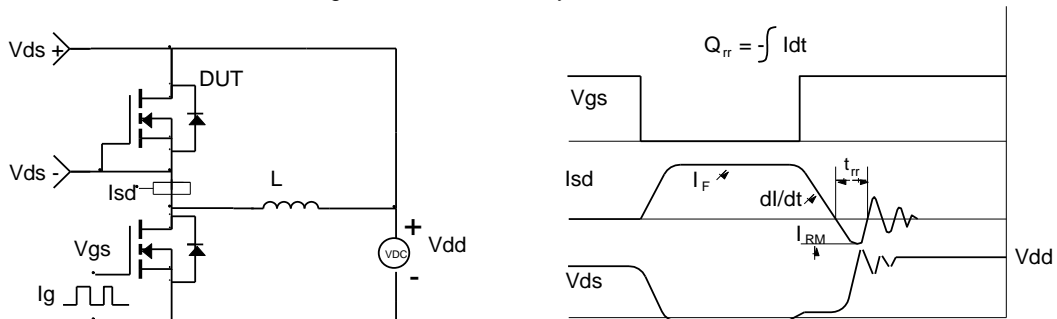 Vds +
DUT
Vds -
Isd
L
Vgs
Ig
+
VDC
-
Vdd
Qrr = -∫ Idt
Vgs
Isd
IF
dI/dt
trr
IRM
Vdd
Vds